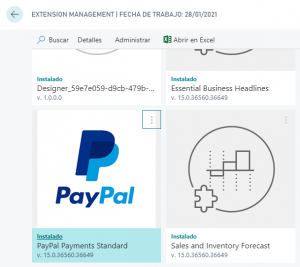 EXTENSION MANAGEMENT | FECHA DE TRABAJO: 28/01/2021
Buscar Detalles Administrar Abrir en Excel
Instalado
Designer_59e7e059-d9cb-479b-...
v. 1.0.0.0
Instalado
Essential Business Headlines
v. 15.0.36560.36649
PayPal
Instalado
PayPal Payments Standard
v. 15.0.36560.36649
Instalado
Sales and Inventory Forecast
v. 15.0.36560.36649